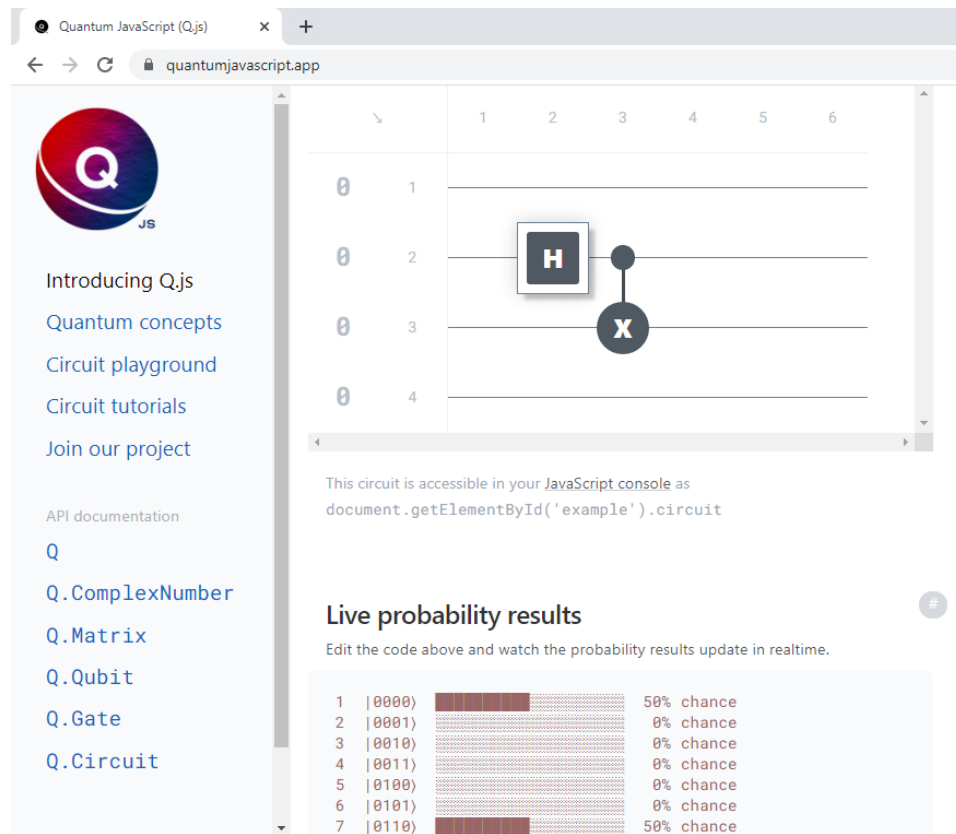 Quantum JavaScript (Q.js)
quantumjavascript.app
Q
JS
Introducing Q.js
Quantum concepts
Circuit playground
Circuit tutorials
Join our project
API documentation
Q
Q.ComplexNumber
Q.Matrix
Q.Qubit
Q.Gate
Q.Circuit
1 2 3 4 5 6
0 1
0 2 H
0 3 X
0 4
This circuit is accessible in your JavaScript console as
document.getElementById('example').circuit
Live probability results
#
Edit the code above and watch the probability results update in realtime.
1 |0000⟩ 50% chance
2 |0001⟩ 0% chance
3 |0010⟩ 0% chance
4 |0011⟩ 0% chance
5 |0100⟩ 0% chance
6 |0101⟩ 0% chance
7 |0110⟩ 50% chance